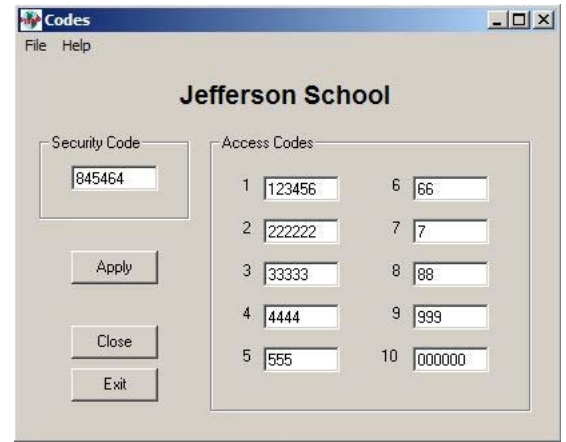 Codes
File Help
Jefferson School
Security Code
845464
Apply
Close
Exit
Access Codes
1 123456
2 222222
3 33333
4 4444
5 555
6 66
7 7
8 88
9 999
10 000000